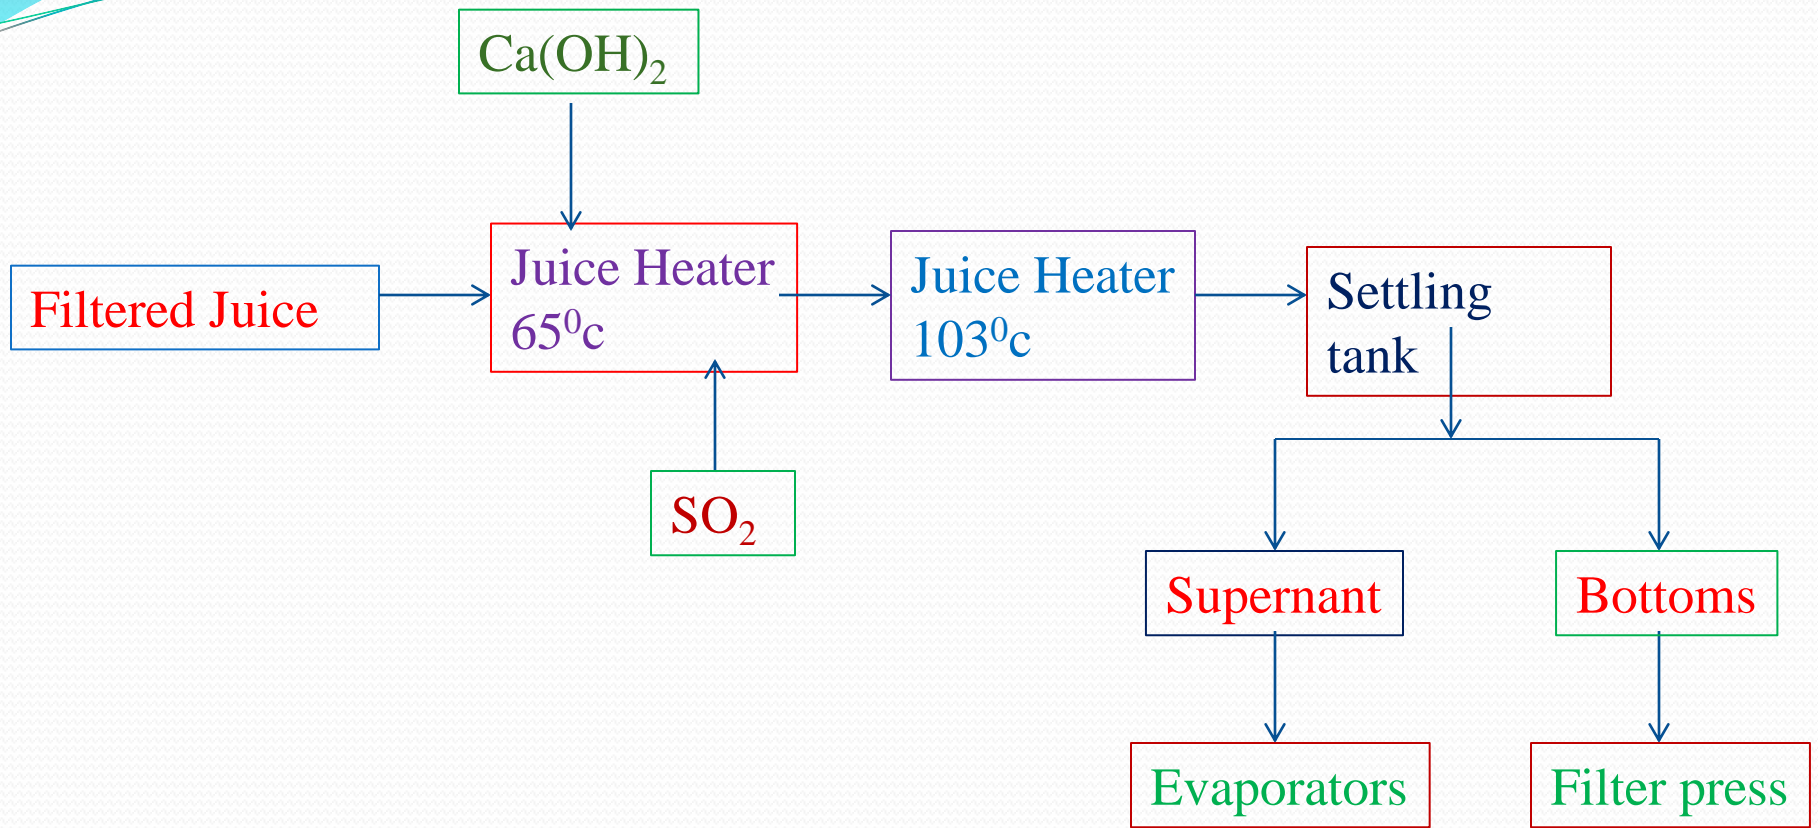 Ca(OH)₂
Filtered Juice
Juice Heater
65⁰c
Juice Heater
103⁰c
Settling
tank
SO₂
Supernant
Bottoms
Evaporators
Filter press